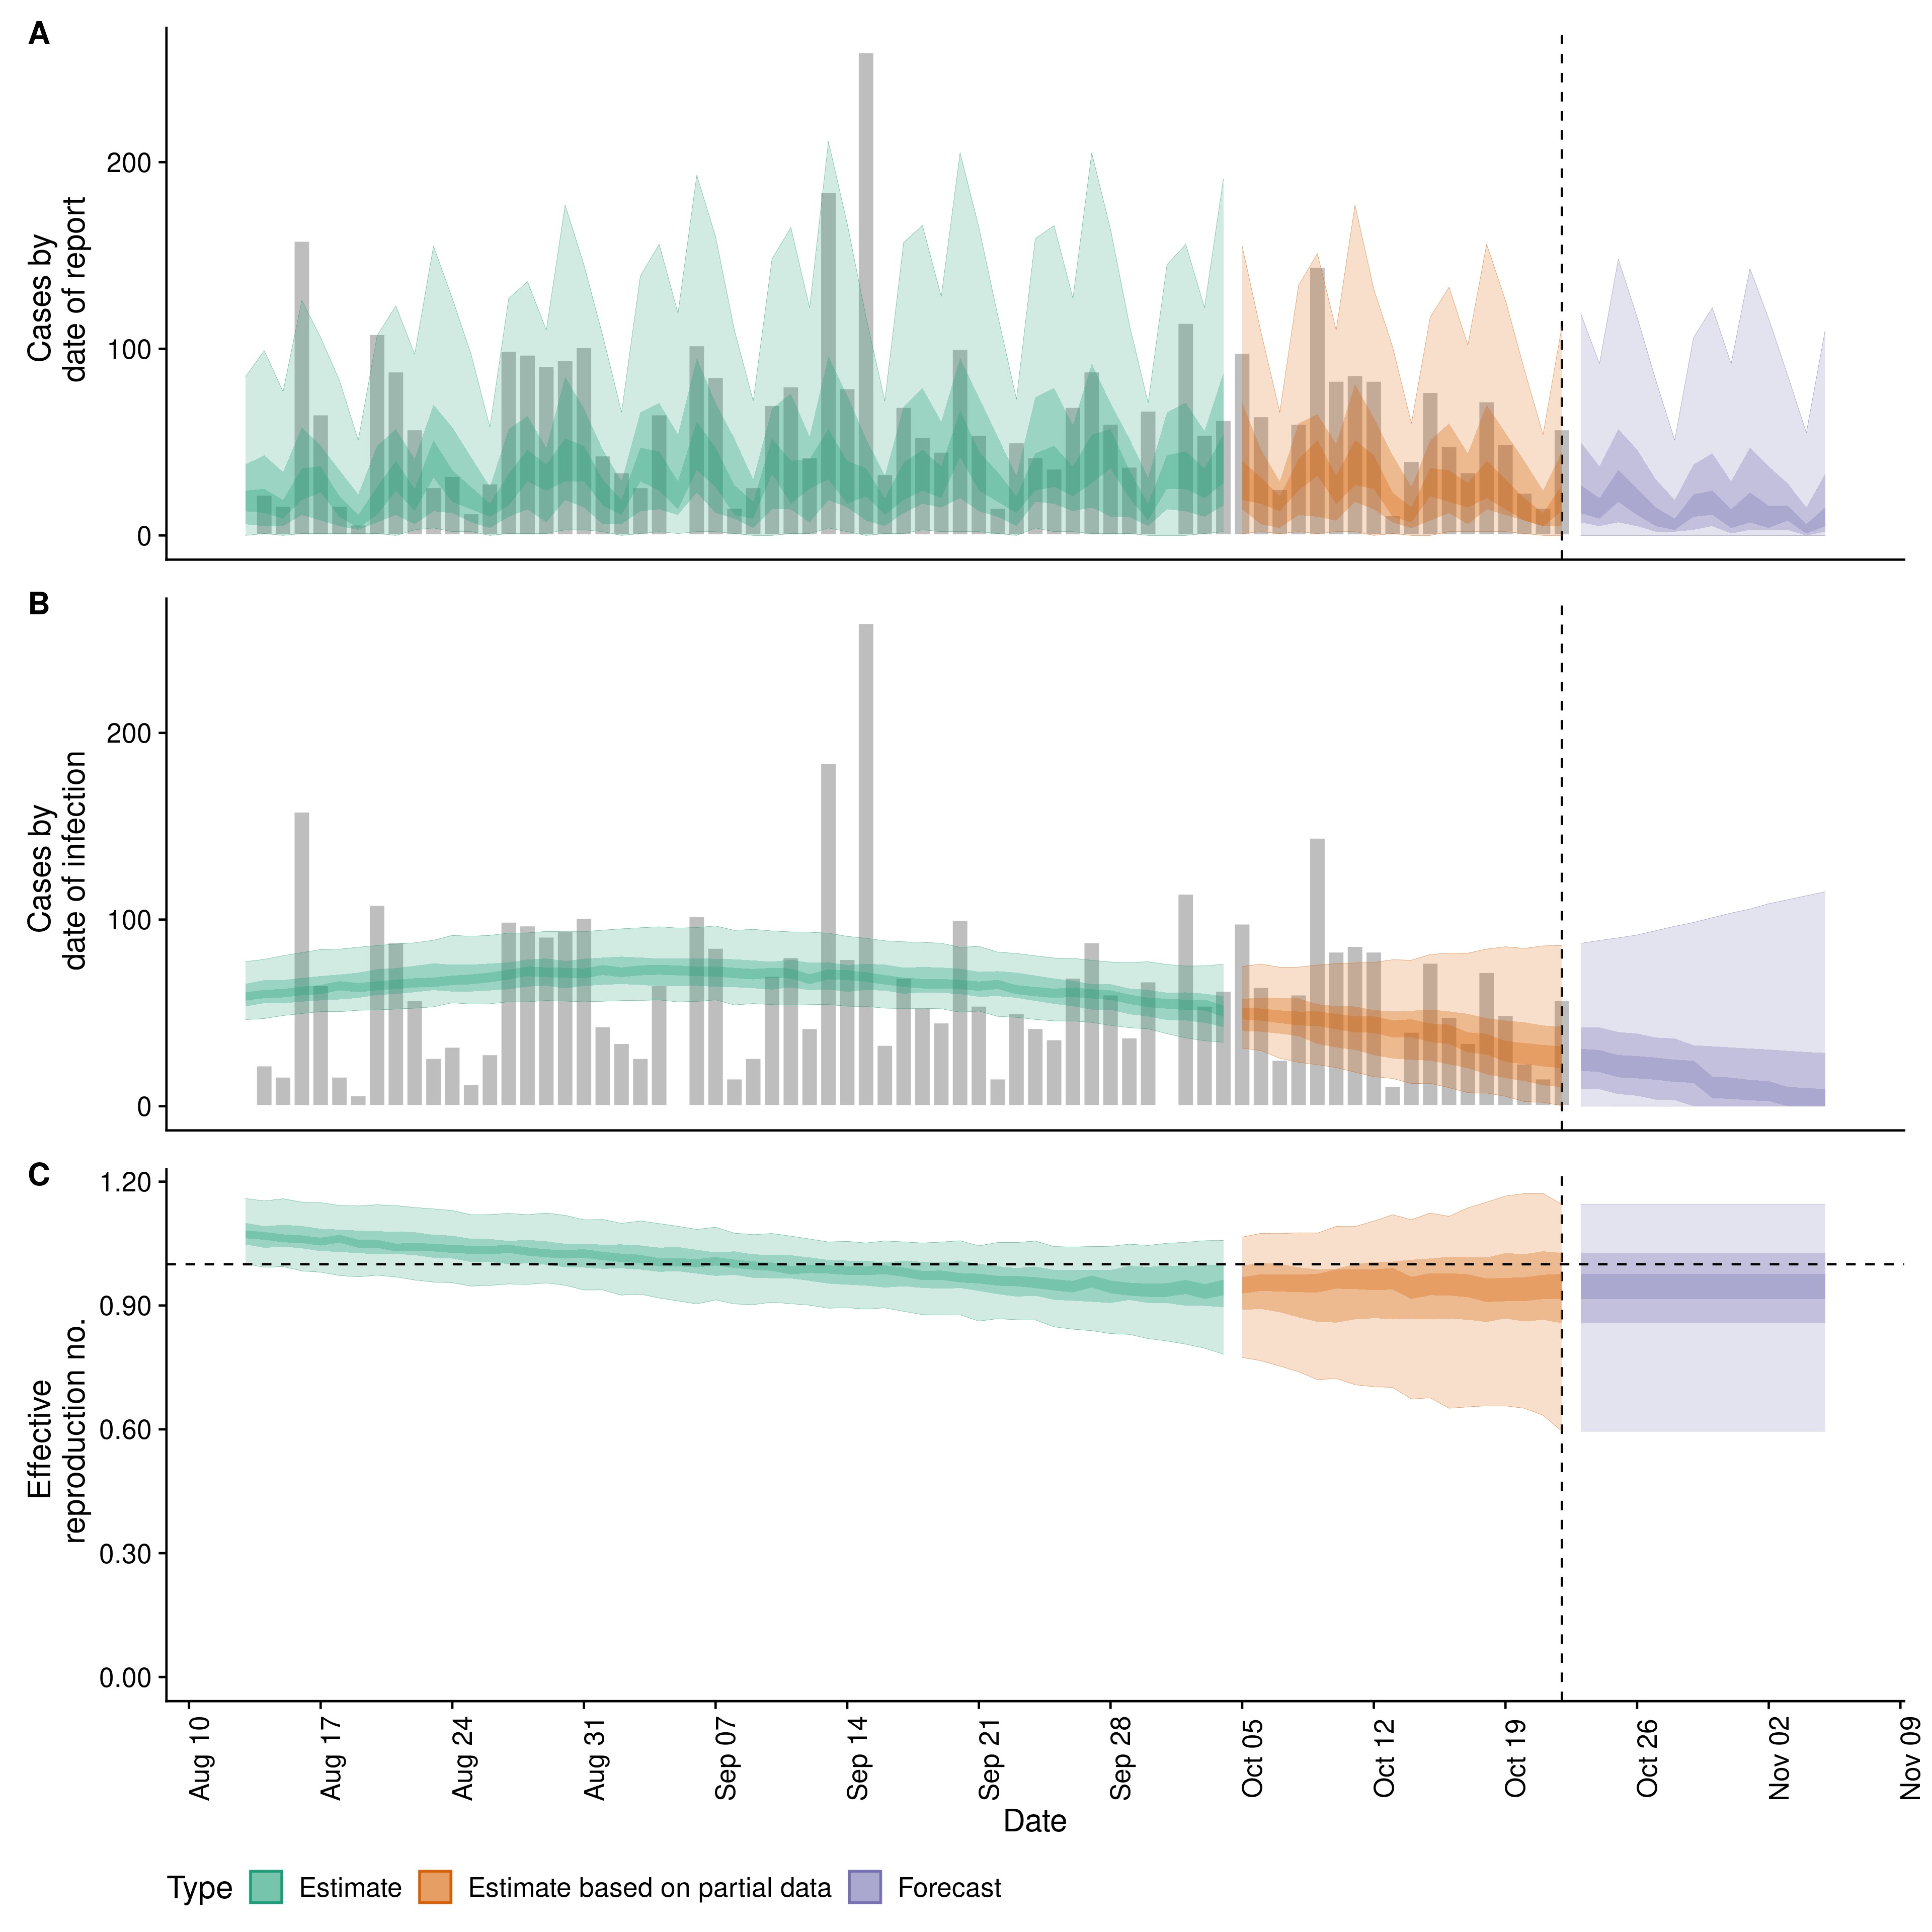 A
Cases by
date of report
200
100
0
B
Cases by
date of infection
200
100
0
C
Effective
reproduction no.
1.20
0.90
0.60
0.30
0.00
Aug 10
Aug 17
Aug 24
Aug 31
Sep 07
Sep 14
Sep 21
Sep 28
Oct 05
Oct 12
Oct 19
Oct 26
Nov 02
Nov 09
Date
Type Estimate Estimate based on partial data Forecast